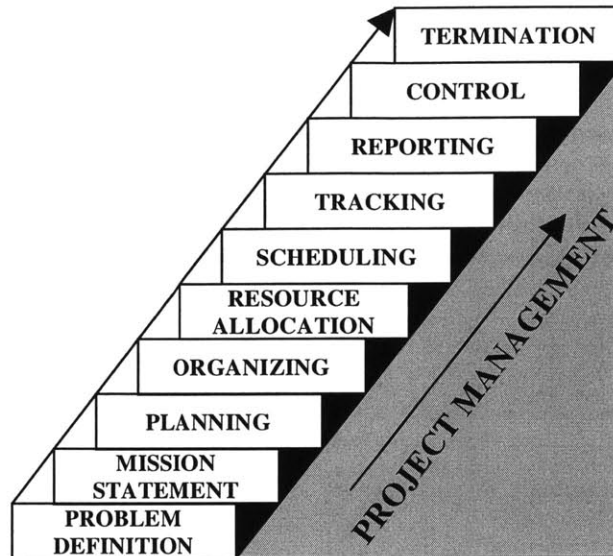 TERMINATION
CONTROL
REPORTING
TRACKING
SCHEDULING
RESOURCE
ALLOCATION
ORGANIZING
PLANNING
MISSION
STATEMENT
PROBLEM
DEFINITION
PROJECT MANAGEMENT